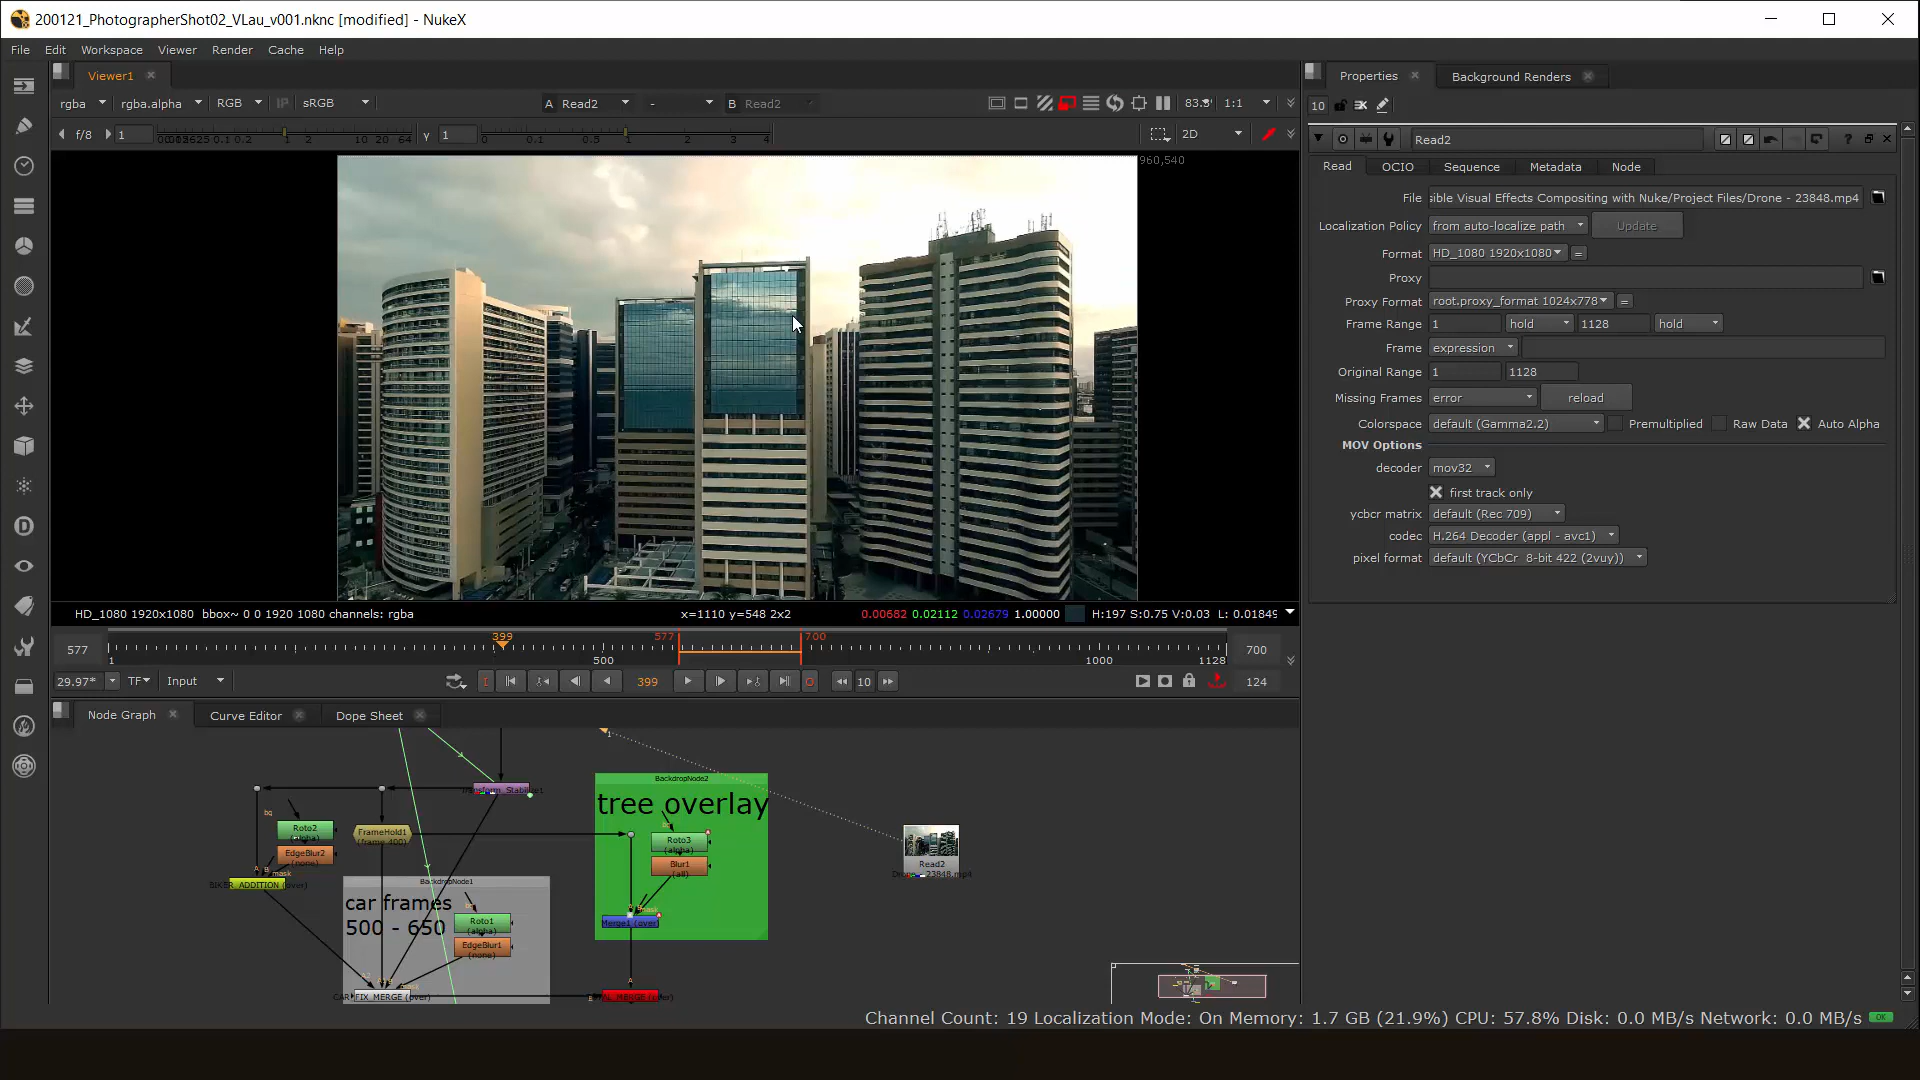 200121_PhotographerShot02_VLau_v001.nknc [modified] - NukeX
File Edit Workspace Viewer Render Cache Help
Viewer1
Properties
Background Renders
rgba rgba.alpha RGB IP sRGB A Read2 - B Read2 1:1
10
f/8 1 γ 1 2D
Read2
960,540
Read OCIO Sequence Metadata Node
File sible Visual Effects Compositing with Nuke/Project Files/Drone - 23848.mp4
Localization Policy from auto-localize path Update
Format HD_1080 1920x1080 =
Proxy
Proxy Format root.proxy_format 1024x778 =
Frame Range 1 hold 1128 hold
Frame expression
Original Range 1 1128
Missing Frames error reload
Colorspace default (Gamma2.2) Premultiplied Raw Data Auto Alpha
MOV Options
decoder mov32
first track only
ycbcr matrix default (Rec 709)
codec H.264 Decoder (appl - avc1)
pixel format default (YCbCr 8-bit 422 (2vuy))
HD_1080 1920x1080 bbox~ 0 0 1920 1080 channels: rgba x=1110 y=548 2x2 0.00682 0.02112 0.02679 1.00000 H:197 S:0.75 V:0.03 L: 0.01849
399 577 700
577 700
1 500 1000 1128
29.97* TF Input I 399 O 10 124
Node Graph Curve Editor Dope Sheet
1
BackdropNode2
tree overlay
bg
Roto2
(alpha)
FrameHold1
(frame 400)
Roto3
(alpha)
EdgeBlur2
(none)
Blur1
(all)
Read2
Drone - 23848.mp4
A B mask
BIKER_ADDITION (over)
BackdropNode1
car frames
500 - 650
Roto1
(alpha)
EdgeBlur1
(none)
Merge1 (over)
FIX_MERGE (over)
Channel Count: 19 Localization Mode: On Memory: 1.7 GB (21.9%) CPU: 57.8% Disk: 0.0 MB/s Network: 0.0 MB/s OK